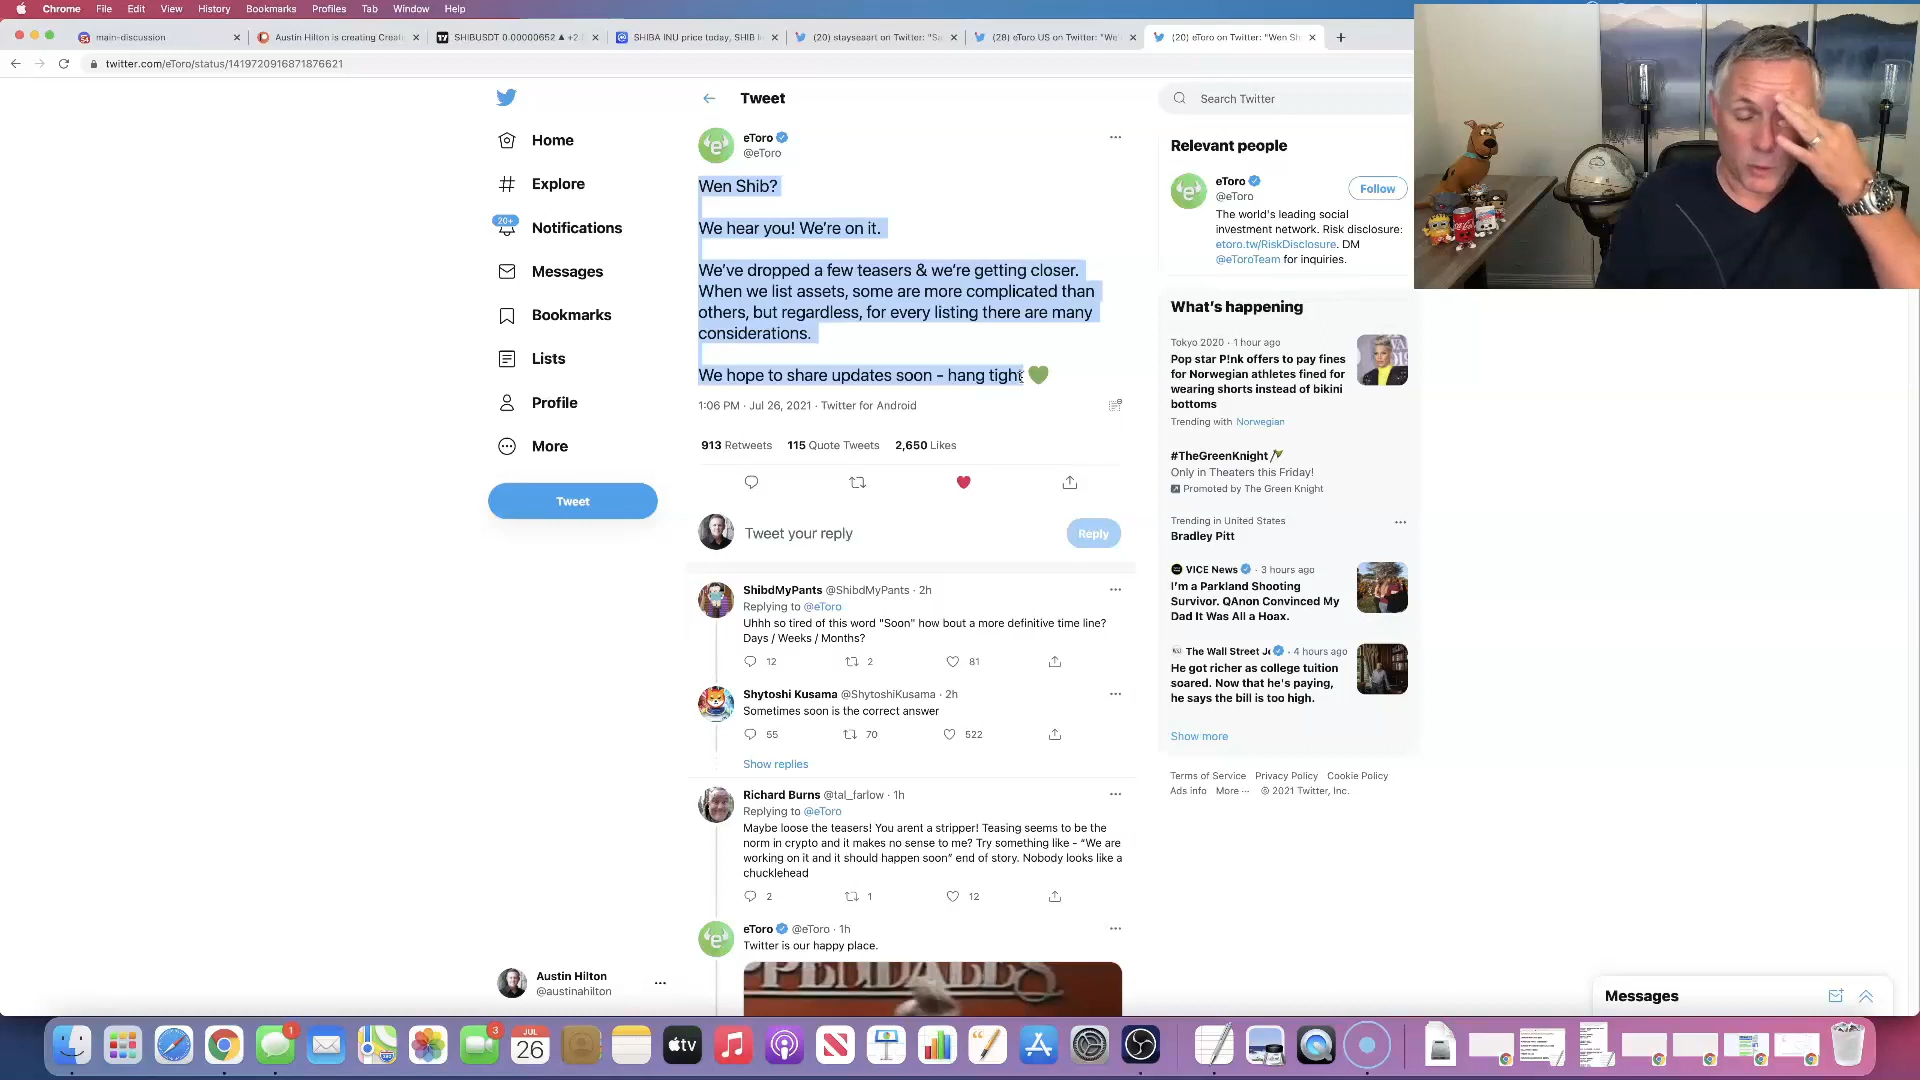 Chrome File Edit View History Bookmarks Profiles Tab Window Help
main-discussion
Austin Hilton is creating Creati
SHIBUSDT 0.00000652 ▲ +2
SHIBA INU price today, SHIB l
(20) stayseaart on Twitter: "S
(28) eToro US on Twitter: "We
(20) eToro on Twitter: "Wen Sh
twitter.com/eToro/status/1419720916871876621
Home
Explore
20+
Notifications
Messages
Bookmarks
Lists
Profile
More
Tweet
Austin Hilton
@austinahilton
Tweet
eToro
@eToro
Wen Shib?
We hear you! We're on it.
We've dropped a few teasers & we're getting closer.
When we list assets, some are more complicated than
others, but regardless, for every listing there are many
considerations.
We hope to share updates soon - hang tight 💚
1:06 PM · Jul 26, 2021 · Twitter for Android
913 Retweets 115 Quote Tweets 2,650 Likes
Tweet your reply
Reply
ShibdMyPants @ShibdMyPants · 2h
Replying to @eToro
Uhhh so tired of this word "Soon" how bout a more definitive time line?
Days / Weeks / Months?
12 2 81
Shytoshi Kusama @ShytoshiKusama · 2h
Sometimes soon is the correct answer
55 70 522
Show replies
Richard Burns @tal_farlow · 1h
Replying to @eToro
Maybe loose the teasers! You arent a stripper! Teasing seems to be the
norm in crypto and it makes no sense to me? Try something like - "We are
working on it and it should happen soon" end of story. Nobody looks like a
chucklehead
2 1 12
eToro @eToro · 1h
Twitter is our happy place.
Search Twitter
Relevant people
eToro
@eToro
Follow
The world's leading social
investment network. Risk disclosure:
etoro.tw/RiskDisclosure. DM
@eToroTeam for inquiries.
What's happening
Tokyo 2020 · 1 hour ago
Pop star P!nk offers to pay fines
for Norwegian athletes fined for
wearing shorts instead of bikini
bottoms
Trending with Norwegian
#TheGreenKnight
Only in Theaters this Friday!
Promoted by The Green Knight
Trending in United States
Bradley Pitt
VICE News · 3 hours ago
I'm a Parkland Shooting
Survivor. QAnon Convinced My
Dad It Was All a Hoax.
The Wall Street Jo · 4 hours ago
He got richer as college tuition
soared. Now that he's paying,
he says the bill is too high.
Show more
Terms of Service Privacy Policy Cookie Policy
Ads info More ··· © 2021 Twitter, Inc.
Messages
1
3
JUL
26
tv